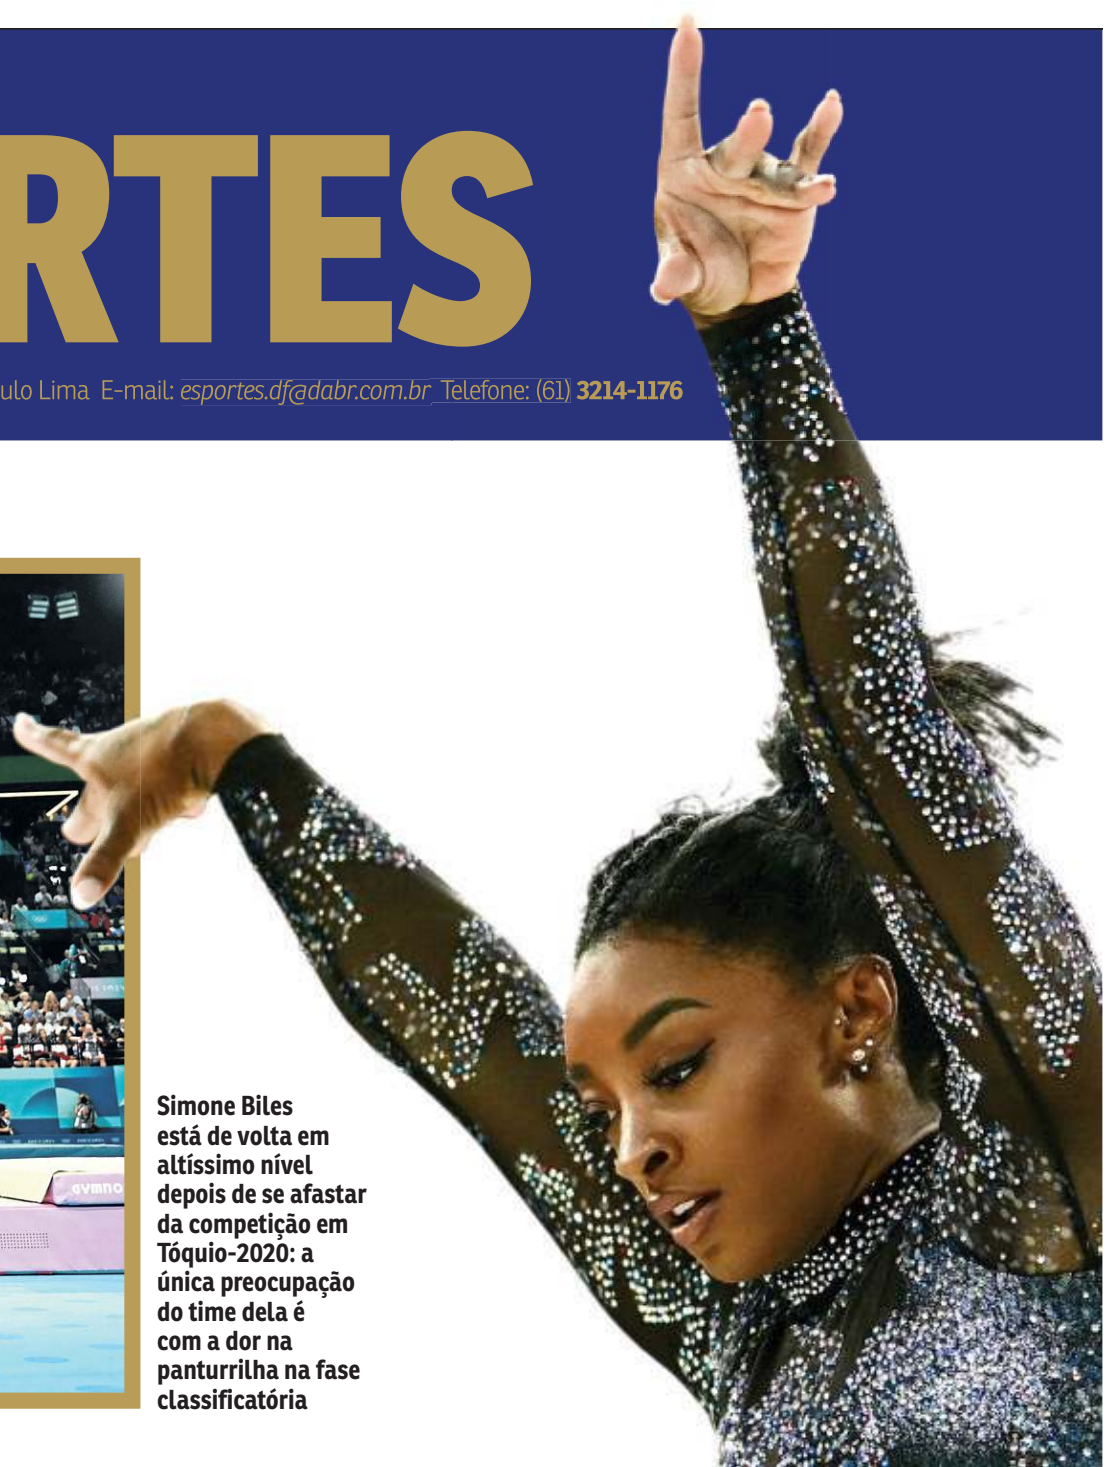 RTES
ulo Lima E-mail: esportes.df@dabr.com.br Telefone: (61) 3214-1176
GYMNO
Simone Biles
está de volta em
altíssimo nível
depois de se afastar
da competição em
Tóquio-2020: a
única preocupação
do time dela é
com a dor na
panturrilha na fase
classificatória